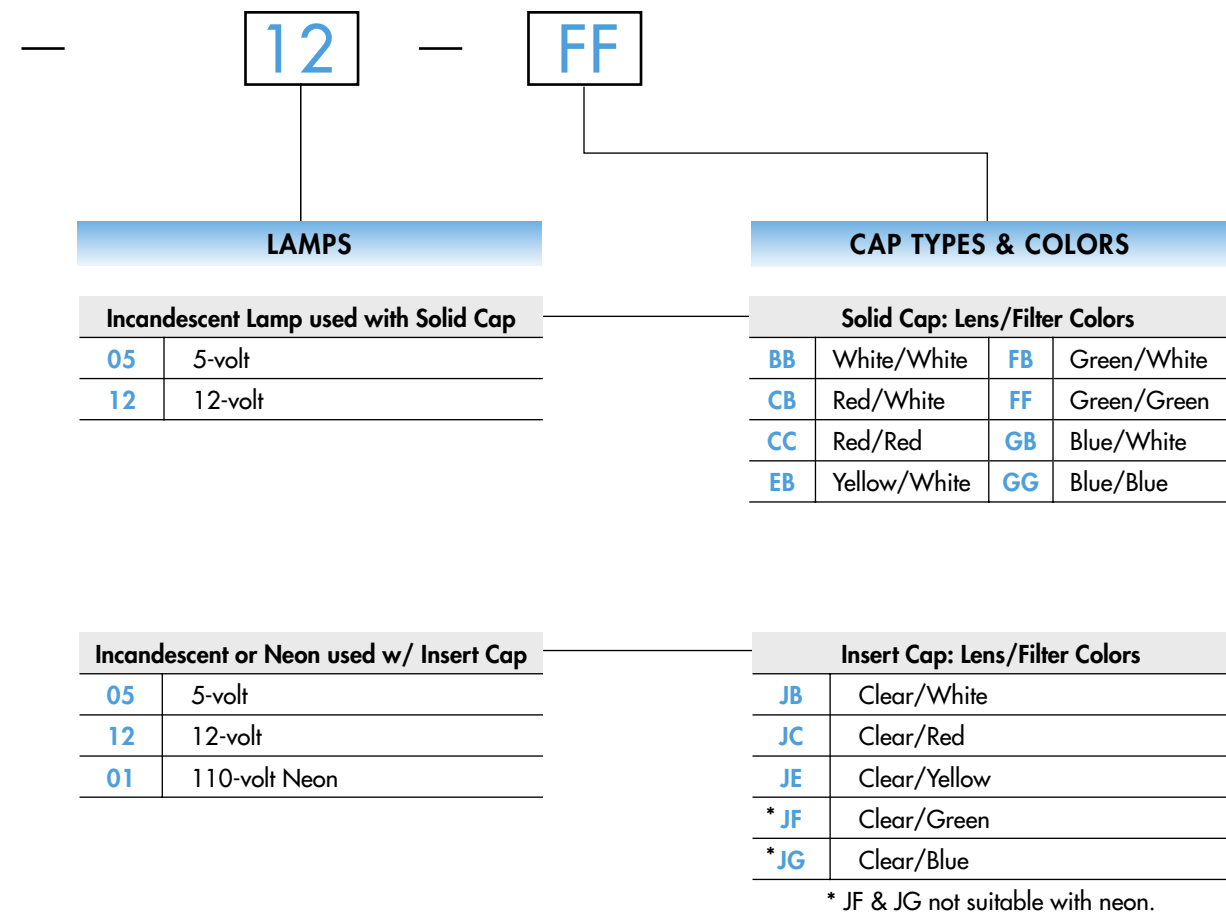 — 12 — FF
LAMPS
CAP TYPES & COLORS
Incandescent Lamp used with Solid Cap
05 5-volt
12 12-volt
Solid Cap: Lens/Filter Colors
BB White/White FB Green/White
CB Red/White FF Green/Green
CC Red/Red GB Blue/White
EB Yellow/White GG Blue/Blue
Incandescent or Neon used w/ Insert Cap
05 5-volt
12 12-volt
01 110-volt Neon
Insert Cap: Lens/Filter Colors
JB Clear/White
JC Clear/Red
JE Clear/Yellow
* JF Clear/Green
* JG Clear/Blue
* JF & JG not suitable with neon.